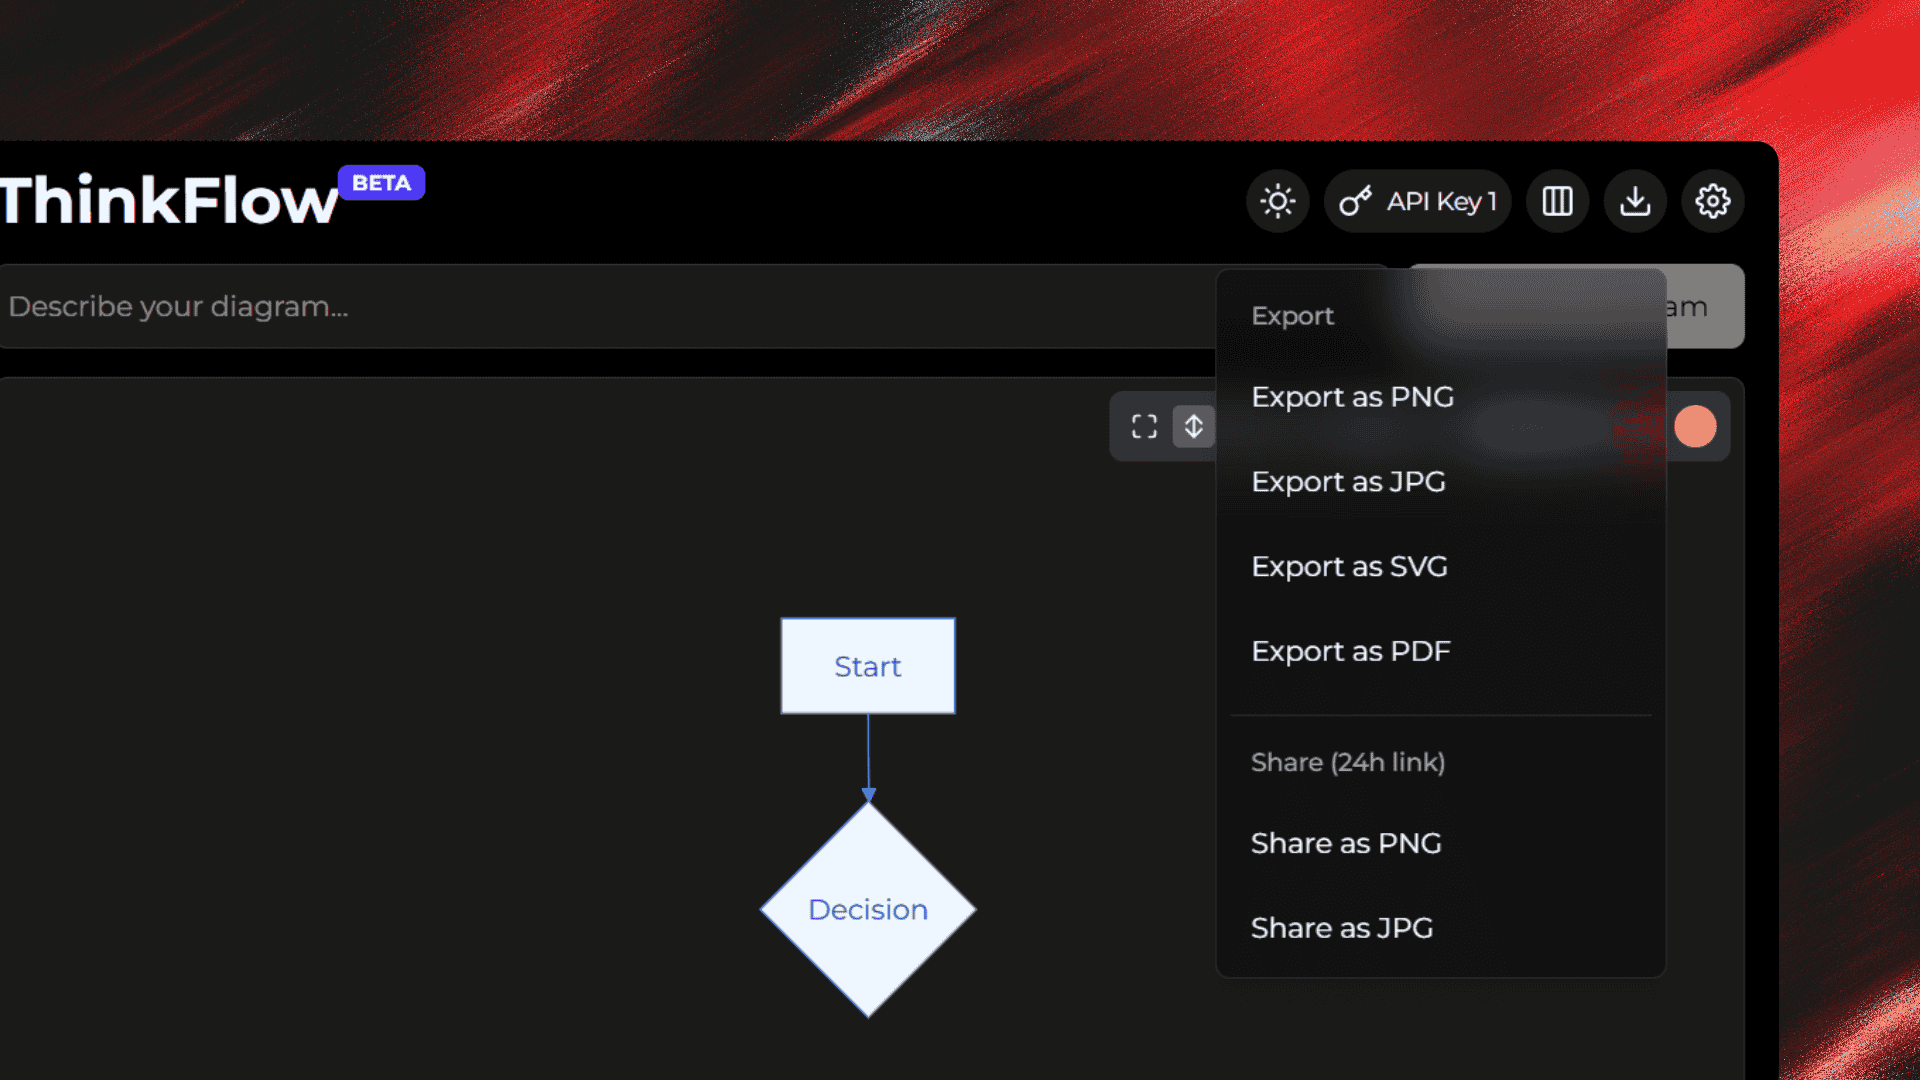 ThinkFlow BETA
API Key 1
Describe your diagram...
Export
Export as PNG
Export as JPG
Export as SVG
Export as PDF
Share (24h link)
Share as PNG
Share as JPG
Start
Decision